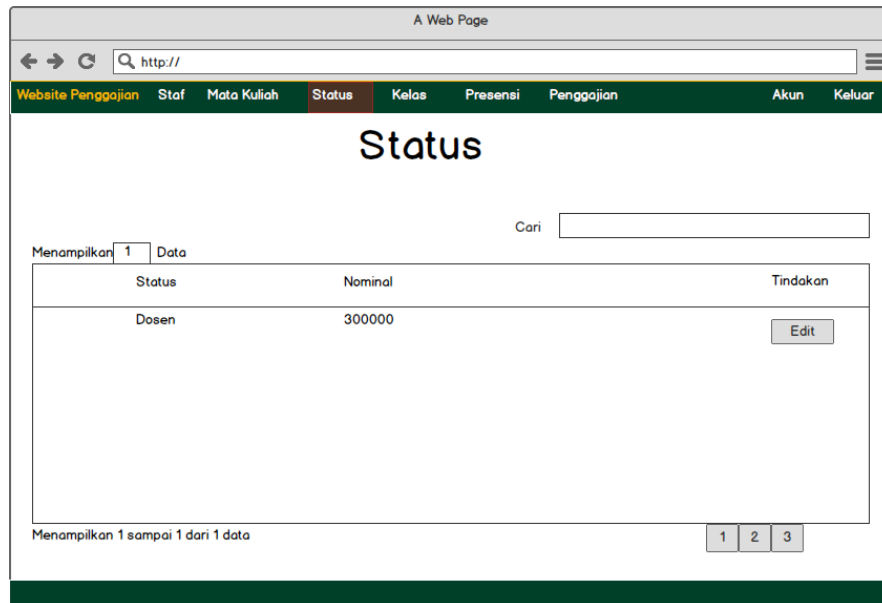 A Web Page
http://
Website Penggajian Staf Mata Kuliah Status Kelas Presensi Penggajian Akun Keluar
Status
Cari
Menampilkan 1 Data
Status Nominal Tindakan
Dosen 300000 Edit
Menampilkan 1 sampai 1 dari 1 data 1 2 3